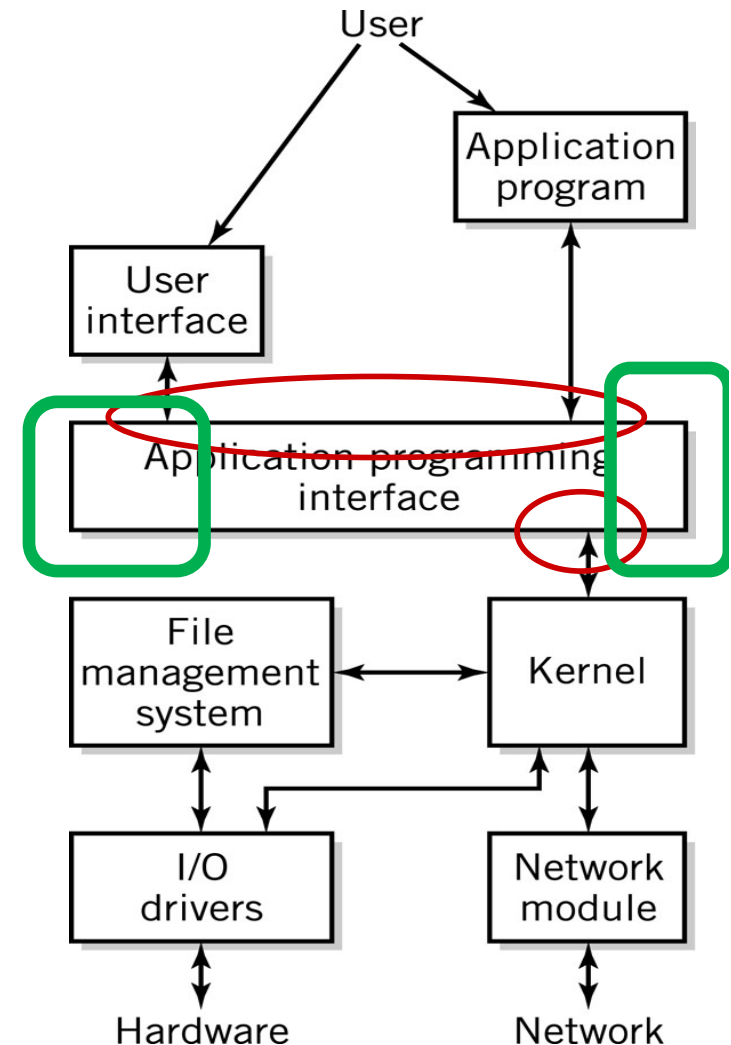 User
Application
program
User
interface
Application programming
interface
File
management
system
Kernel
I/O
drivers
Network
module
Hardware
Network